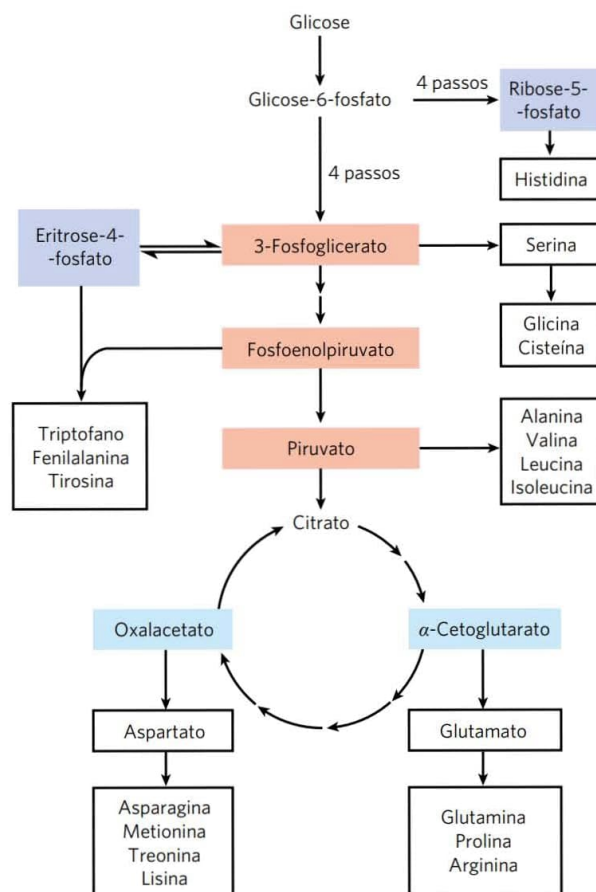 Glicose
Glicose-6-fosfato
4 passos
Ribose-5-
-fosfato
Histidina
4 passos
Eritrose-4-
-fosfato
3-Fosfoglicerato
Serina
Glicina
Cisteína
Fosfoenolpiruvato
Triptofano
Fenilalanina
Tirosina
Piruvato
Alanina
Valina
Leucina
Isoleucina
Citrato
Oxalacetato
α-Cetoglutarato
Aspartato
Glutamato
Asparagina
Metionina
Treonina
Lisina
Glutamina
Prolina
Arginina